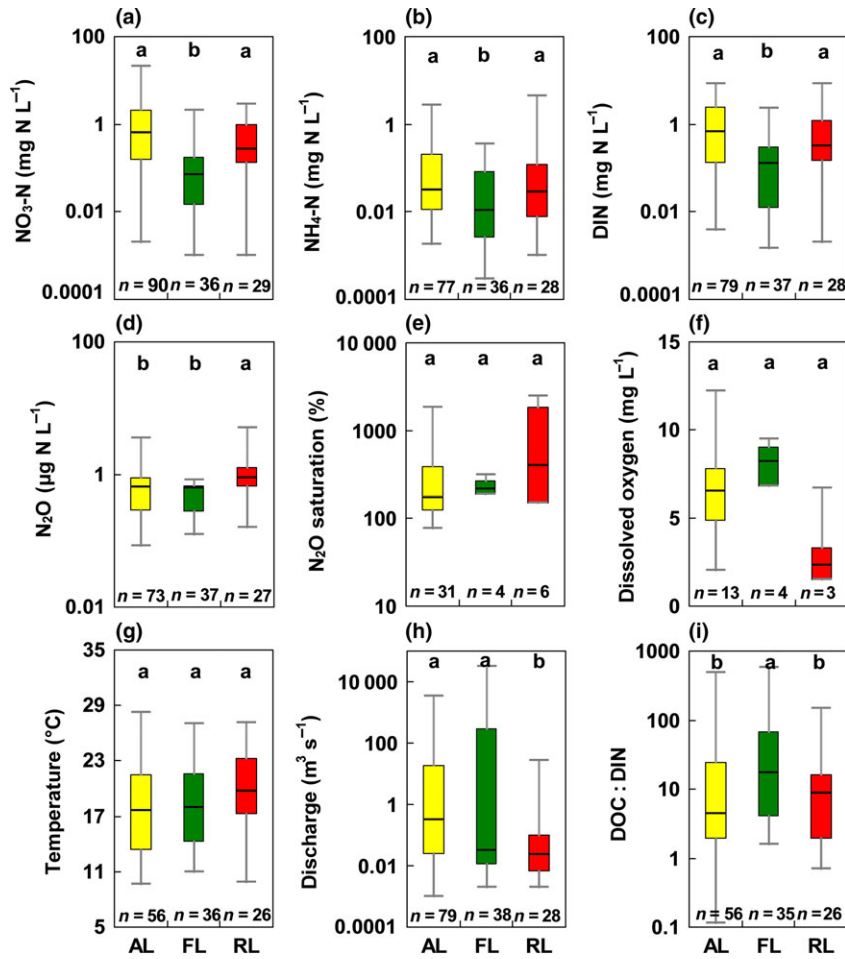 (a)
(b)
(c)
100
1
0.01
0.0001
NO₃-N (mg N L⁻¹)
a b a
n = 90 n = 36 n = 29
100
1
0.01
0.0001
NH₄-N (mg N L⁻¹)
a b a
n = 77 n = 36 n = 28
100
1
0.01
0.0001
DIN (mg N L⁻¹)
a b a
n = 79 n = 37 n = 28
(d)
(e)
(f)
100
1
0.01
N₂O (µg N L⁻¹)
b b a
n = 73 n = 37 n = 27
10 000
1000
100
10
N₂O saturation (%)
a a a
n = 31 n = 4 n = 6
15
10
5
0
Dissolved oxygen (mg L⁻¹)
a a a
n = 13 n = 4 n = 3
(g)
(h)
(i)
35
29
23
17
11
5
Temperature (°C)
a a a
n = 56 n = 36 n = 26
AL FL RL
10 000
100
1
0.01
0.0001
Discharge (m³ s⁻¹)
a a b
n = 79 n = 38 n = 28
AL FL RL
1000
100
10
1
0.1
DOC : DIN
b a b
n = 56 n = 35 n = 26
AL FL RL